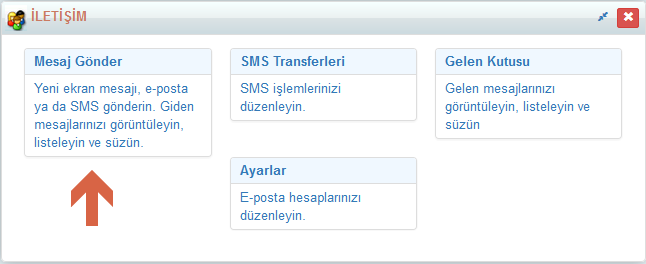 İLETİŞİM
Mesaj Gönder
Yeni ekran mesajı, e-posta
ya da SMS gönderin. Giden
mesajlarınızı görüntüleyin,
listeleyin ve süzün.
SMS Transferleri
SMS işlemlerinizi
düzenleyin.
Gelen Kutusu
Gelen mesajlarınızı
görüntüleyin, listeleyin ve
süzün
Ayarlar
E-posta hesaplarınızı
düzenleyin.